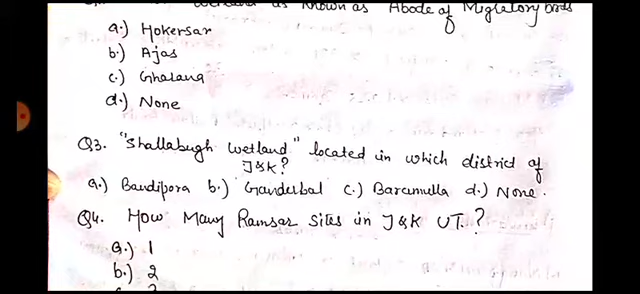 wetland is known as Abode of Migratory birds
a.) Hokersar
b.) Ajas
c.) Gharana
d.) None
Q3. "Shallabugh wetland" located in which district of
J&K?
a.) Bandipora b.) Ganderbal c.) Baramulla d.) None.
Q4. How Many Ramsar Sites in J&K UT.?
a.) 1
b.) 2